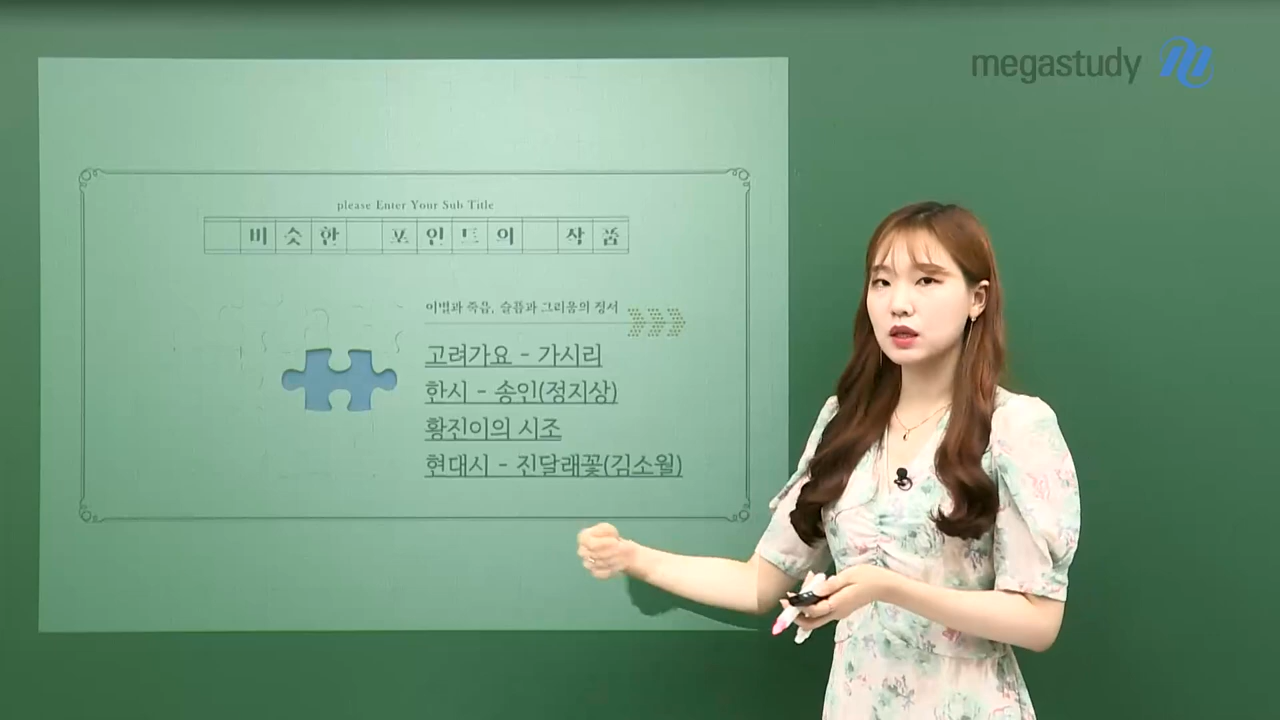 megastudy
please Enter Your Sub Title
비슷한 포인트의 작품
이별과 죽음, 슬픔과 그리움의 정서
고려가요 - 가시리
한시 - 송인(정지상)
황진이의 시조
현대시 - 진달래꽃(김소월)